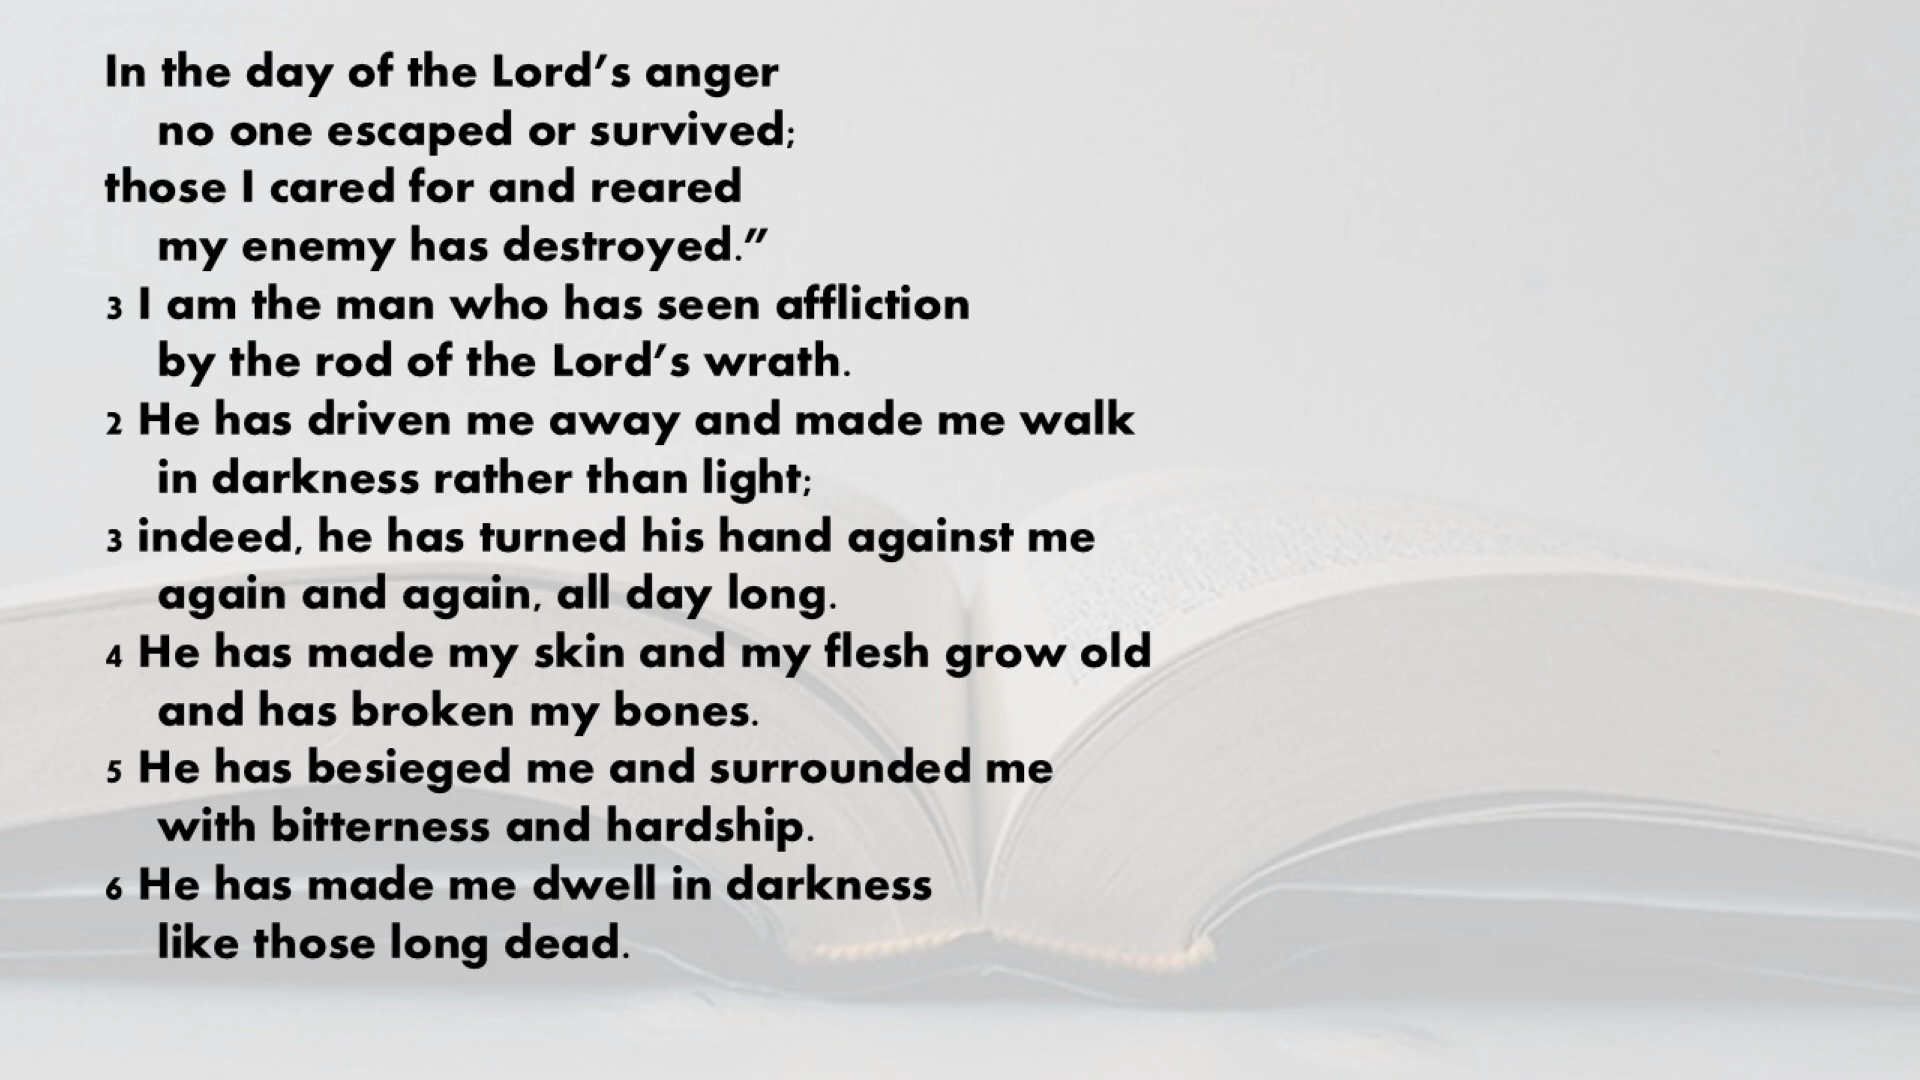 In the day of the Lord’s anger
no one escaped or survived;
those I cared for and reared
my enemy has destroyed.”
3 I am the man who has seen affliction
by the rod of the Lord’s wrath.
2 He has driven me away and made me walk
in darkness rather than light;
3 indeed, he has turned his hand against me
again and again, all day long.
4 He has made my skin and my flesh grow old
and has broken my bones.
5 He has besieged me and surrounded me
with bitterness and hardship.
6 He has made me dwell in darkness
like those long dead.